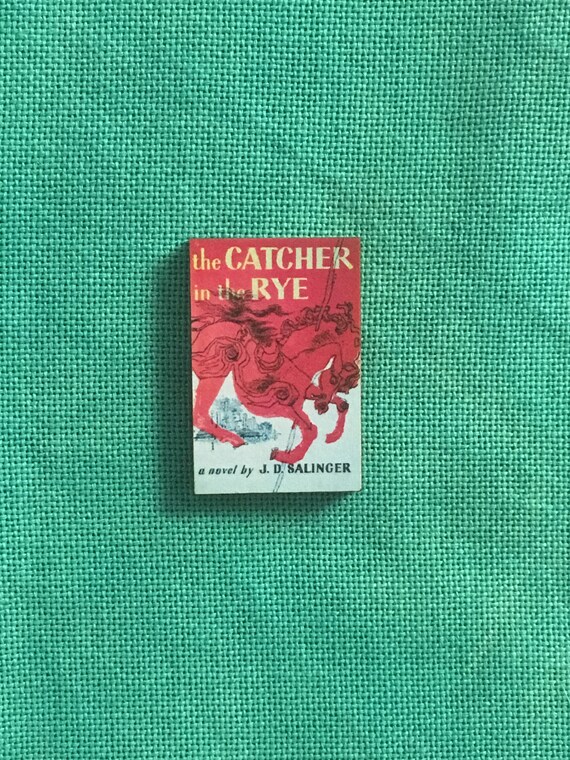 the CATCHER
in the RYE
a novel by J. D. SALINGER